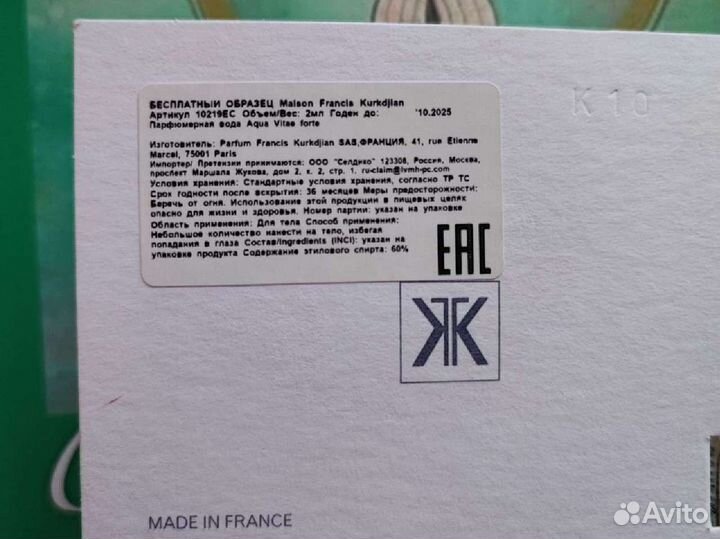 БЕСПЛАТНЫЙ ОБРАЗЕЦ Maison Francis Kurkdjian
Артикул 10219EC Объем/Вес: 2мл Годен до: '10.2025
Парфюмерная вода Aqua Vitae forte
Изготовитель: Parfum Francis Kurkdjian SAS,ФРАНЦИЯ, 41, rue Etienne
Marcel, 75001 Paris
Импортер/ Претензии принимаются: ООО "Селдико" 123308, Россия, Москва,
проспект Маршала Жукова, дом 2, к. 2, стр. 1. ru-claim@lvmh-pc.com
Условия хранения: Стандартные условия хранения, согласно ТР ТС
Срок годности после вскрытия: 36 месяцев Меры предосторожности:
Беречь от огня. Использование этой продукции в пищевых целях
опасно для жизни и здоровья. Номер партии: указан на упаковке
Область применения: Для тела Способ применения:
Небольшое количество нанести на тело, избегая
попадания в глаза Состав/Ingredients (INCI): указан на
упаковке продукта Содержание этилового спирта: 60%
EAC
K10
MADE IN FRANCE
Avito